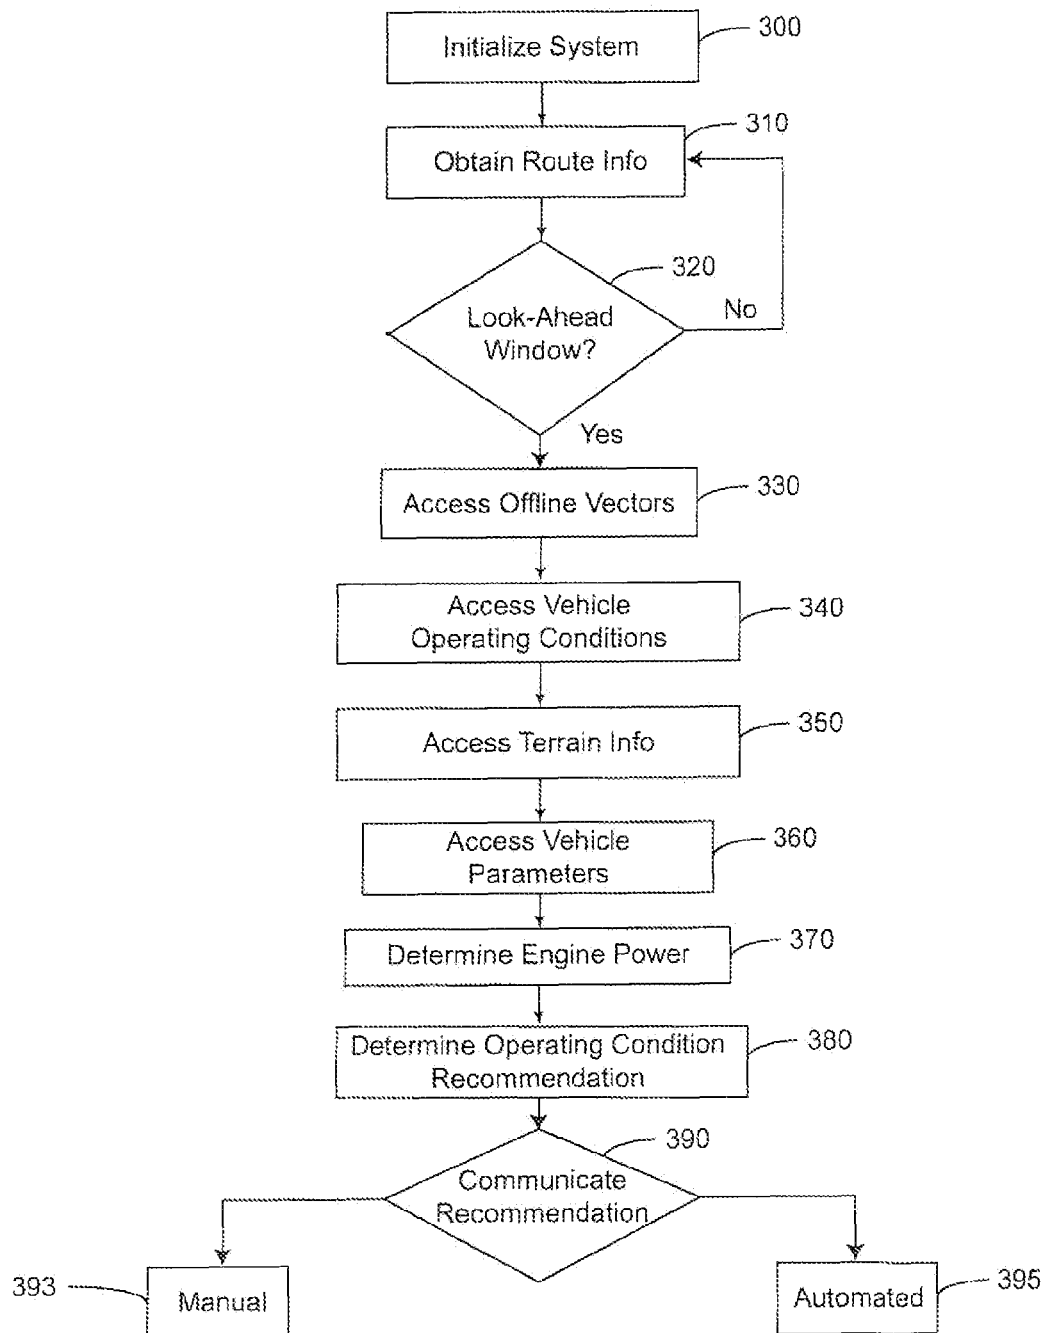 Initialize System
300
Obtain Route Info
310
Look-Ahead
Window?
320
No
Yes
Access Offline Vectors
330
Access Vehicle
Operating Conditions
340
Access Terrain Info
350
Access Vehicle
Parameters
360
Determine Engine Power
370
Determine Operating Condition
Recommendation
380
Communicate
Recommendation
390
393
Manual
Automated
395